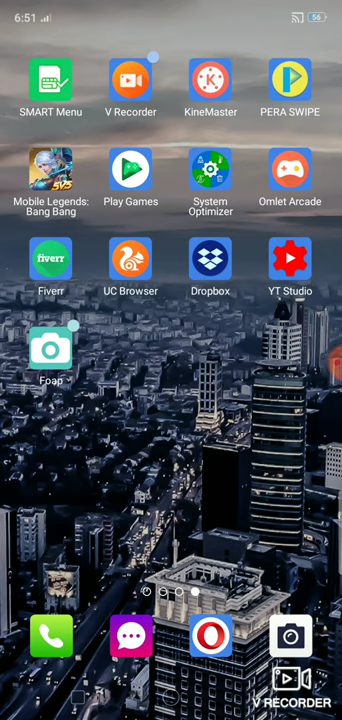 6:51
56
SMART Menu
V Recorder
KineMaster
PERA SWIPE
5V5
Mobile Legends:
Bang Bang
Play Games
System
Optimizer
Omlet Arcade
fiverr
Fiverr
UC Browser
Dropbox
YT Studio
Foap
V RECORDER